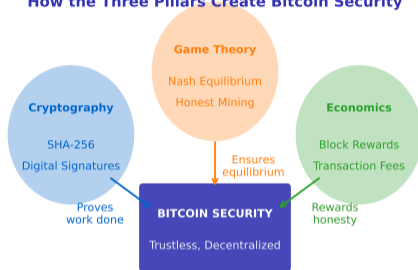 How the Three Pillars Create Bitcoin Security
Game Theory
Nash Equilibrium
Honest Mining
Cryptography
SHA-256
Digital Signatures
Economics
Block Rewards
Transaction Fees
Ensures
equilibrium
Proves
work done
Rewards
honesty
BITCOIN SECURITY
Trustless, Decentralized